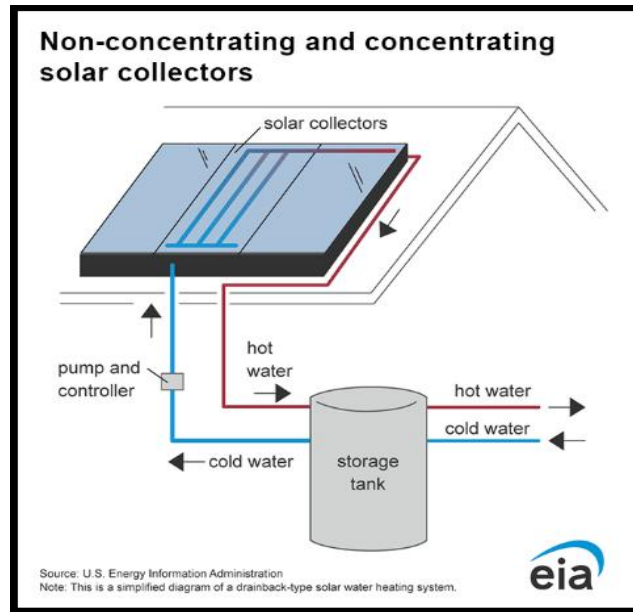 Non-concentrating and concentrating
solar collectors
solar collectors
pump and
controller
hot
water
hot water
cold water
cold water
storage
tank
Source: U.S. Energy Information Administration
Note: This is a simplified diagram of a drainback-type solar water heating system.
eia